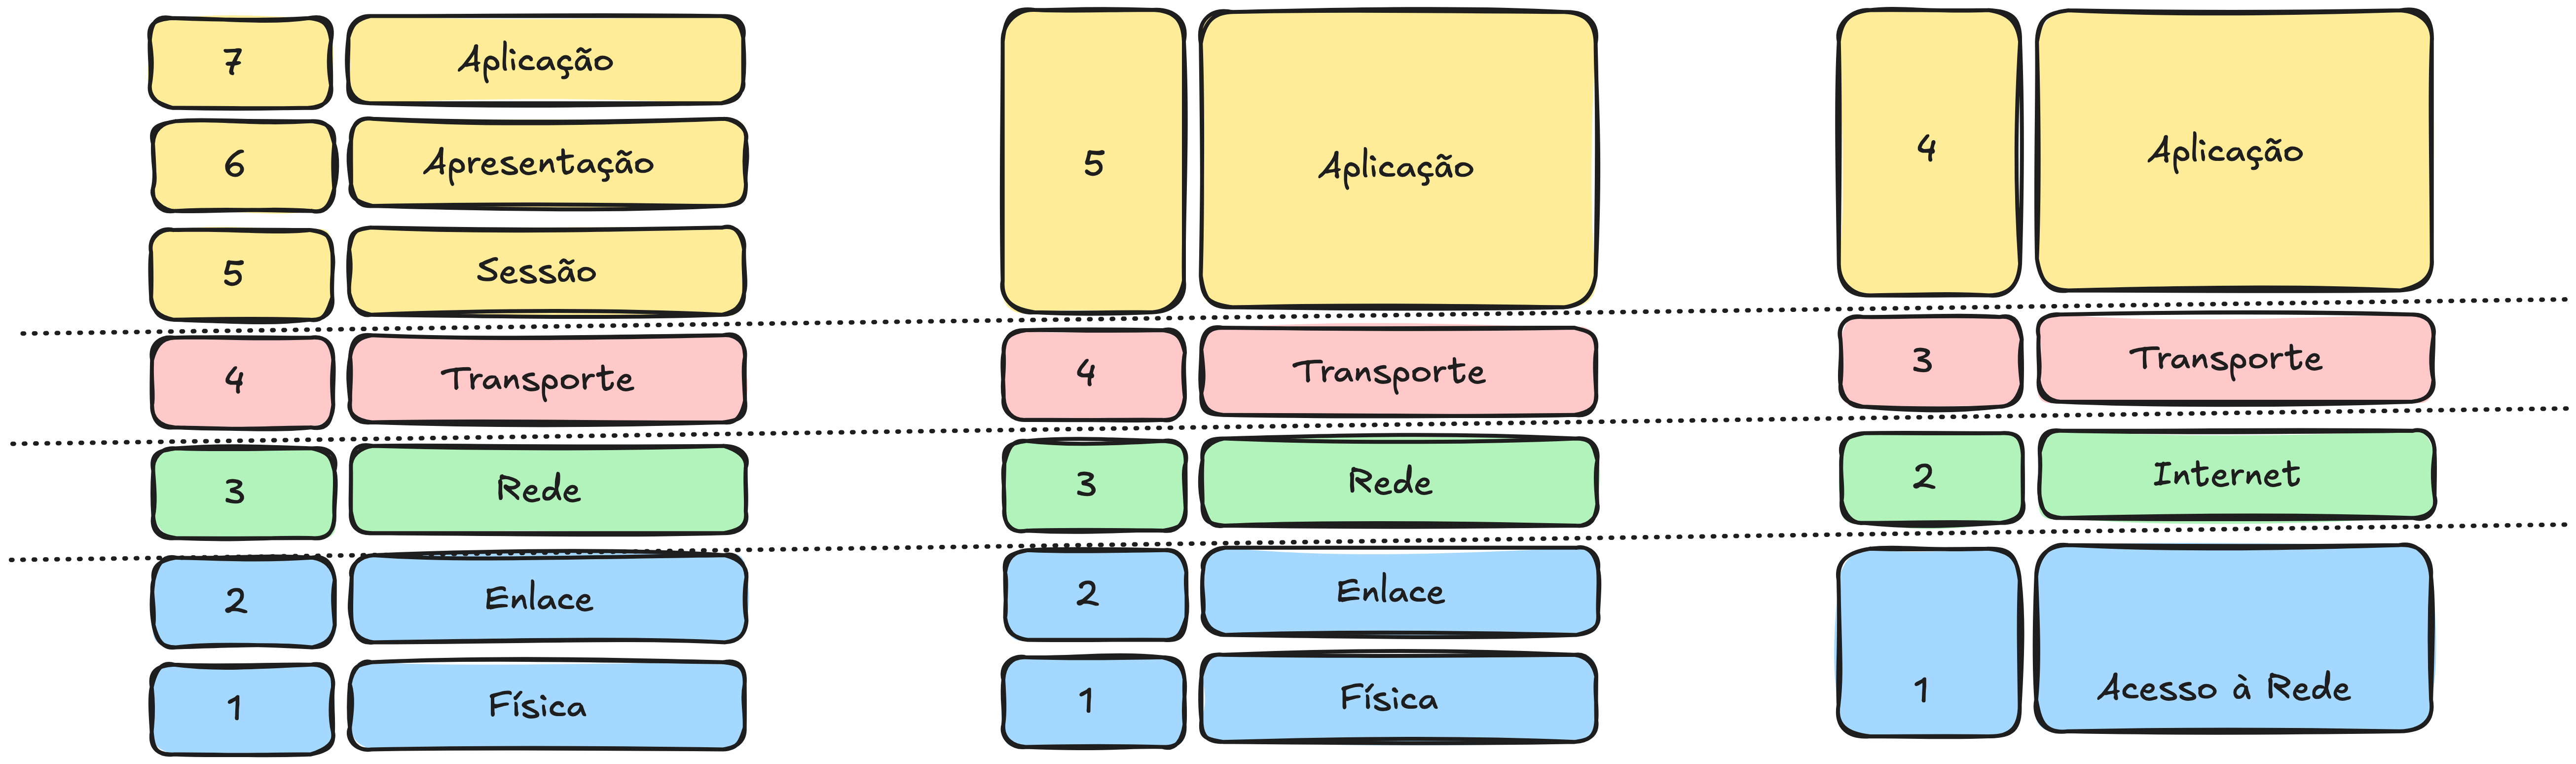 7 Aplicação
6 Apresentação
5 Sessão
4 Transporte
3 Rede
2 Enlace
1 Física
5 Aplicação
4 Transporte
3 Rede
2 Enlace
1 Física
4 Aplicação
3 Transporte
2 Internet
1 Acesso à Rede